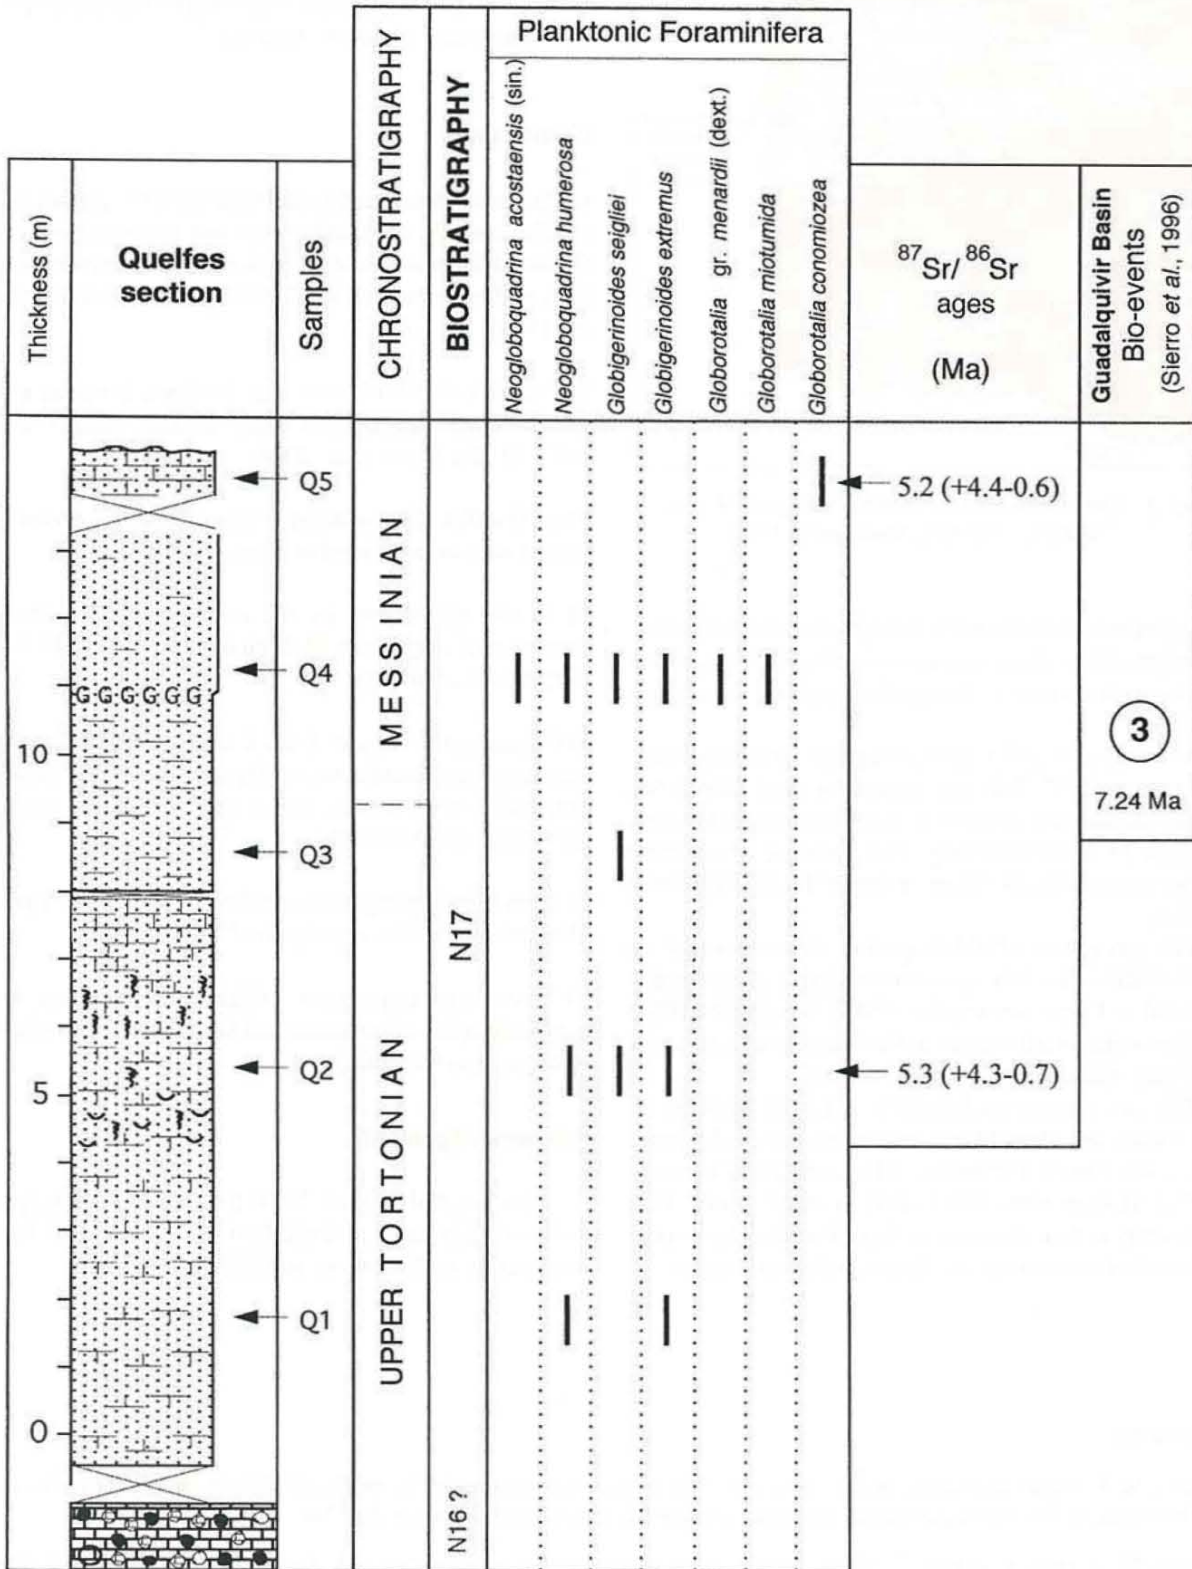 Planktonic Foraminifera
Thickness (m)
Quelfes
section
Samples
CHRONOSTRATIGRAPHY
BIOSTRATIGRAPHY
Neogloboquadrina acostaensis (sin.)
Neogloboquadrina humerosa
Globigerinoides seigliei
Globigerinoides extremus
Globorotalia gr. menardii (dext.)
Globorotalia miotumida
Globorotalia conomiozea
87Sr/ 86Sr
ages
(Ma)
Guadalquivir Basin
Bio-events
(Sierro et al., 1996)
Q5
5.2 (+4.4-0.6)
MESSINIAN
Q4
G G G G G G
10
3
7.24 Ma
Q3
N17
UPPER TORTONIAN
Q2
5.3 (+4.3-0.7)
5
Q1
0
N16 ?